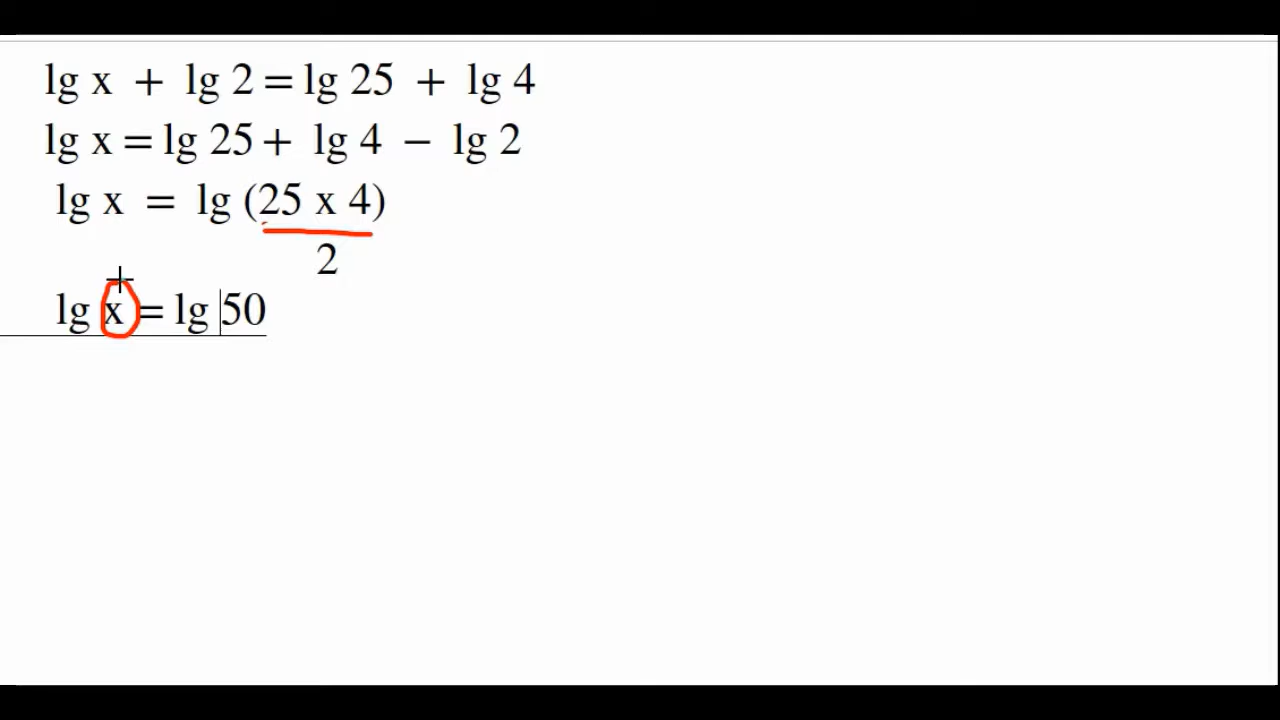 lg x + lg 2 = lg 25 + lg 4
lg x = lg 25 + lg 4 − lg 2
lg x = lg (25 x 4)
2
lg x = lg 50